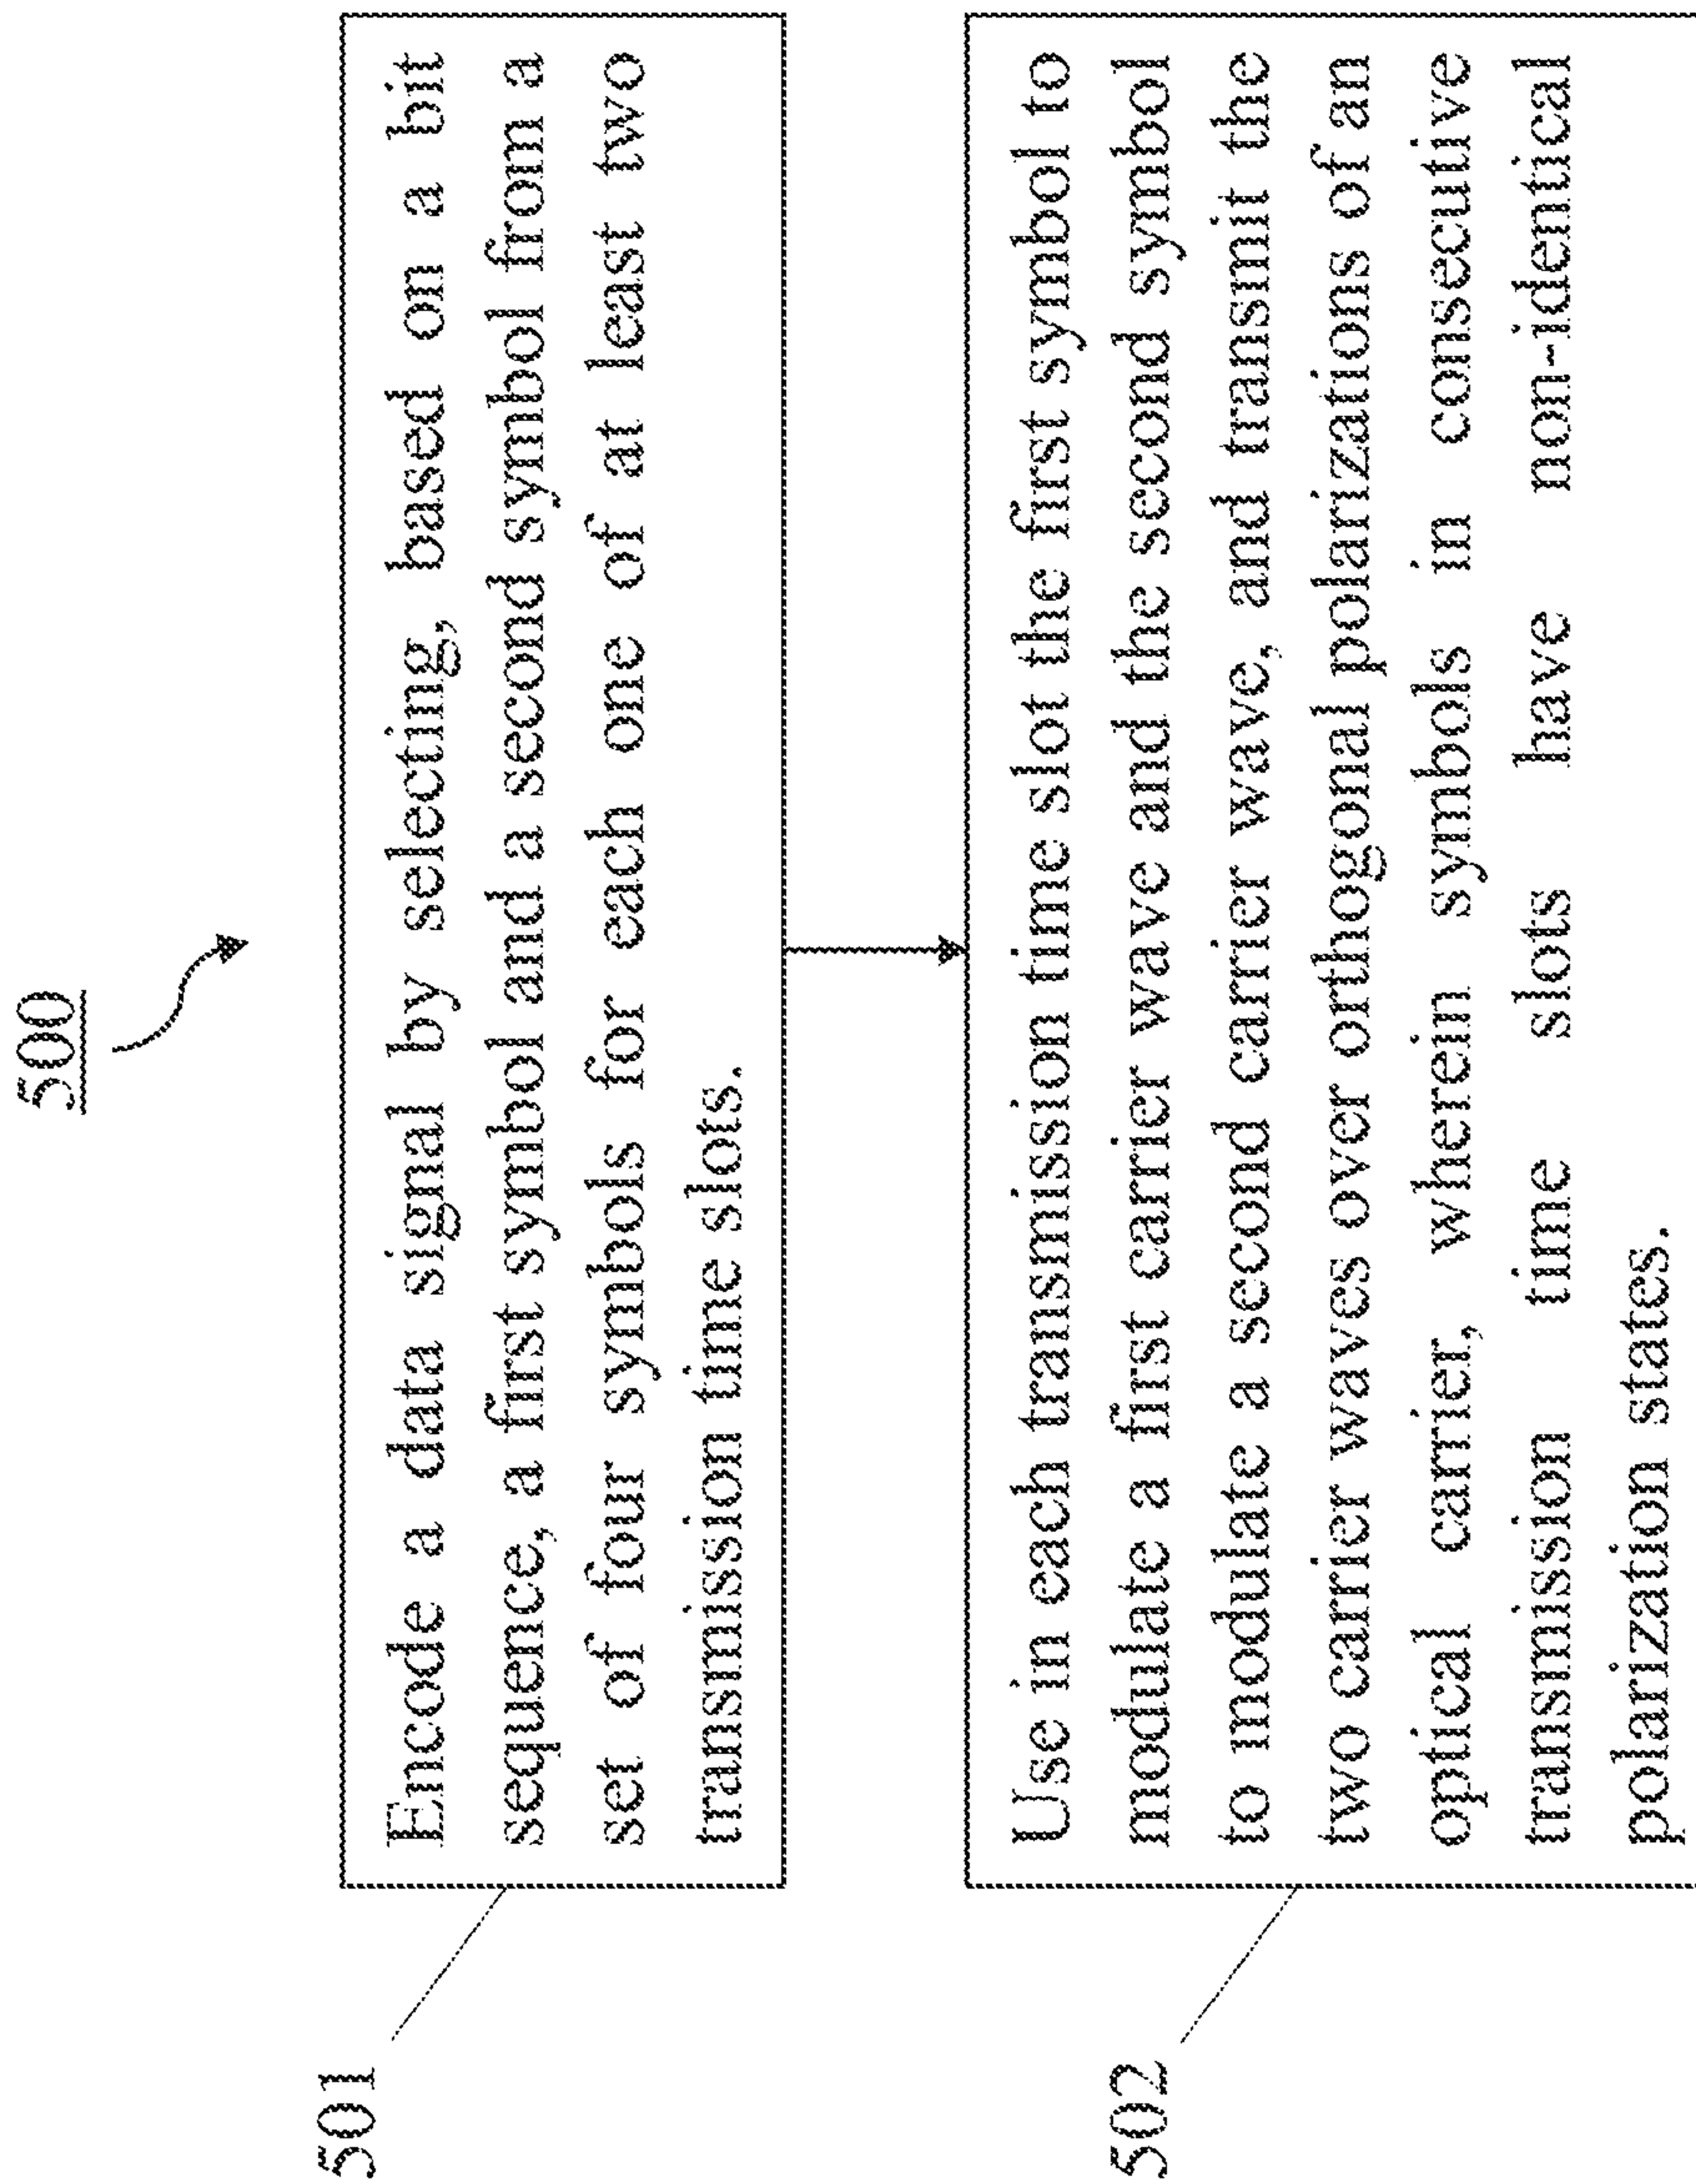 500
501
Encode a data signal by selecting, based on a bit
sequence, a first symbol and a second symbol from a
set of four symbols for each one of at least two
transmission time slots.
502
Use in each transmission time slot the first symbol to
modulate a first carrier wave and the second symbol
to modulate a second carrier wave, and transmit the
two carrier waves over orthogonal polarizations of an
optical carrier, wherein symbols in consecutive
transmission time slots have non-identical
polarization states.